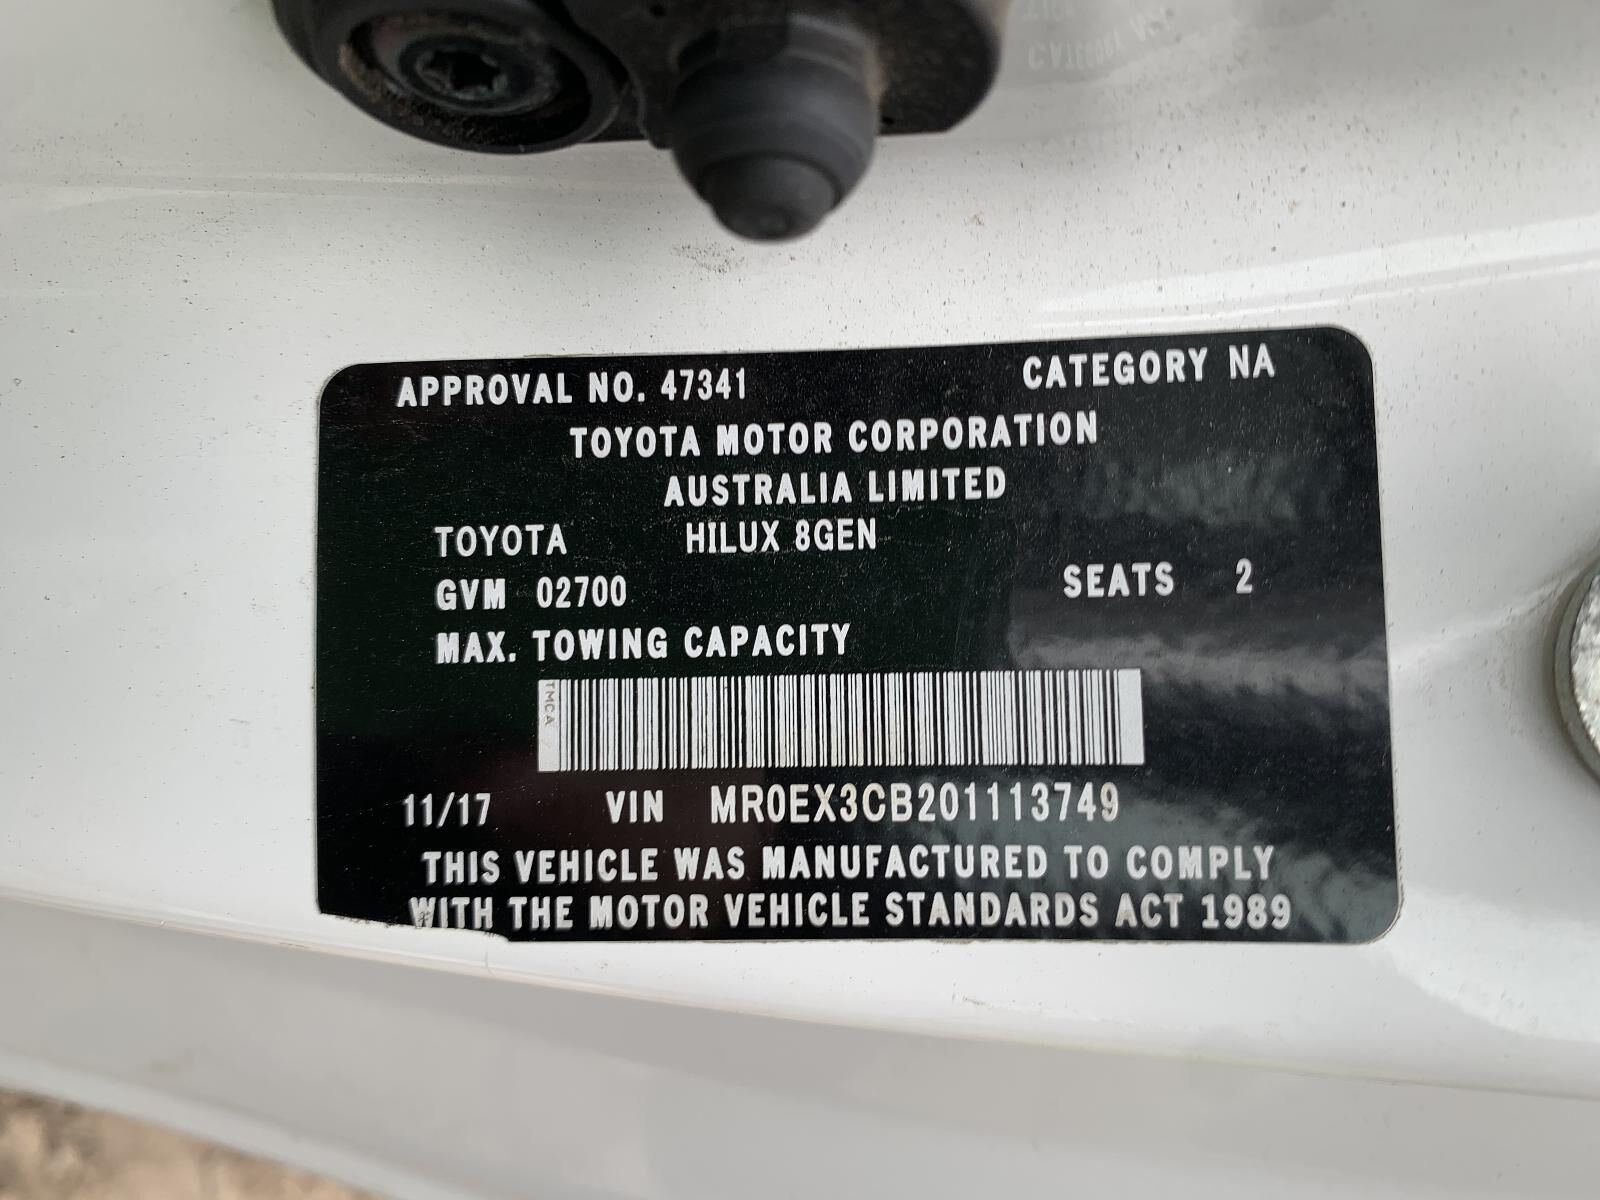 APPROVAL NO. 47341 CATEGORY NA
TOYOTA MOTOR CORPORATION
AUSTRALIA LIMITED
TOYOTA HILUX 8GEN
GVM 02700 SEATS 2
MAX. TOWING CAPACITY
TMCA
11/17 VIN MR0EX3CB201113749
THIS VEHICLE WAS MANUFACTURED TO COMPLY
WITH THE MOTOR VEHICLE STANDARDS ACT 1989